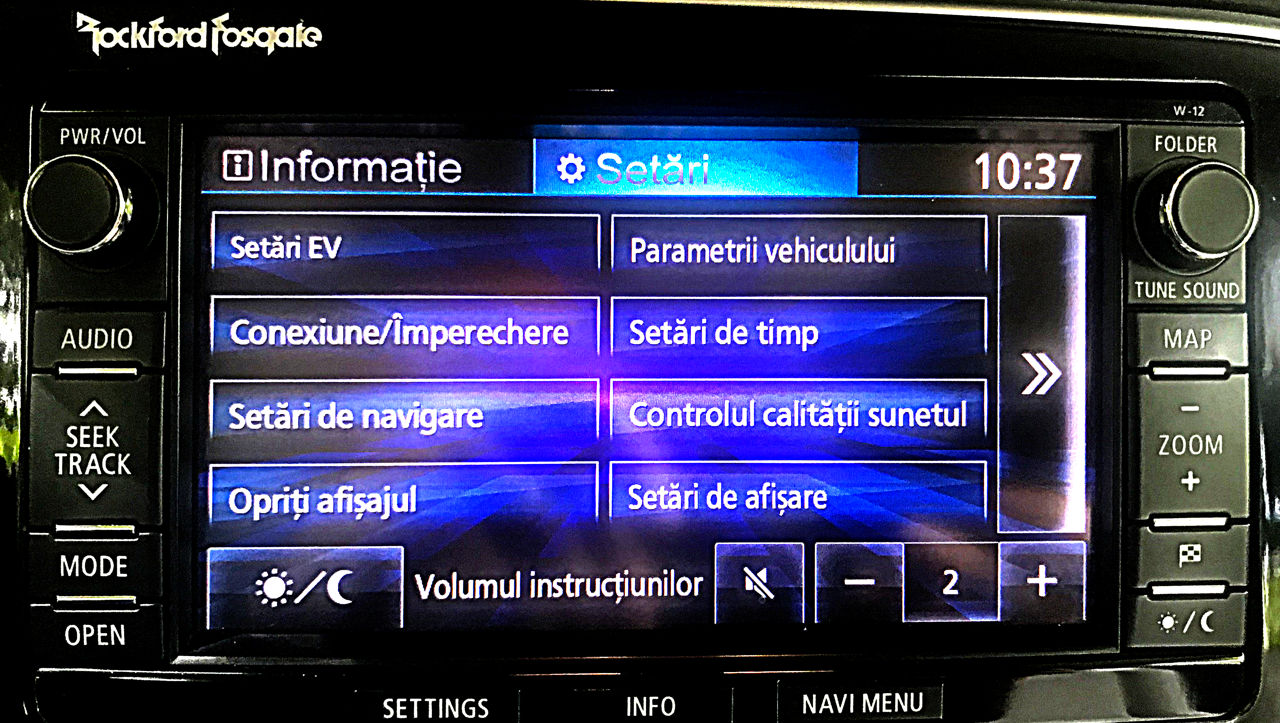 Rockford Fosgate
W-12
PWR/VOL
FOLDER
Informație
Setări
10:37
Setări EV
Parametrii vehiculului
TUNE SOUND
AUDIO
Conexiune/Împerechere
Setări de timp
MAP
SEEK
TRACK
Setări de navigare
Controlul calității sunetul
ZOOM
Opriți afișajul
Setări de afișare
MODE
Volumul instrucțiunilor
2
OPEN
SETTINGS
INFO
NAVI MENU